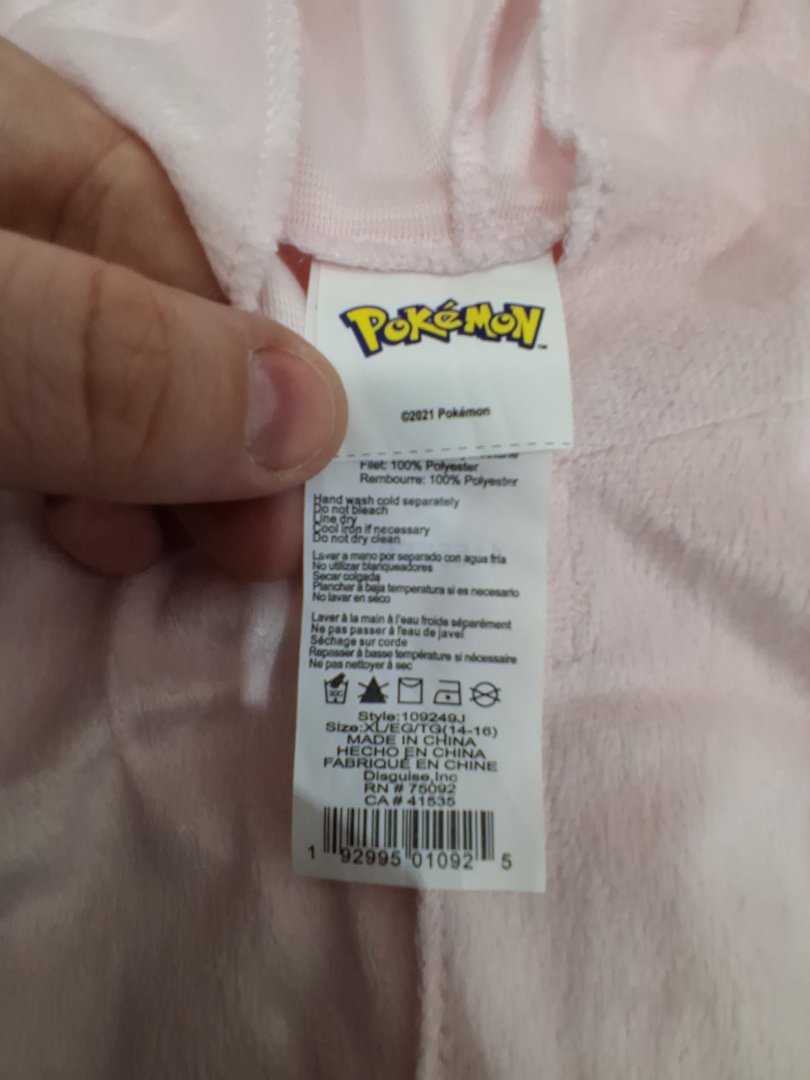 POKéMON
™
©2021 Pokémon
Filet: 100% Polyester
Rembourre: 100% Polyester
Hand wash cold separately
Do not bleach
Line dry
Cool Iron if necessary
Do not dry clean
Lavar a mano por separado con agua fria
No utilizar blanqueadores
Secar colgada
Planchar à baja temperatura si es necesario
No lavar en séco
Laver à la main à l'eau froide séparément
Ne pas passer à l'eau de javel
Séchage sur corde
Repasser à basse température si nécessaire
Ne pas nettoyer à sec
Style:109249J
Size:XL/EG/TG(14-16)
MADE IN CHINA
HECHO EN CHINA
FABRIQUÉ EN CHINE
Disguise,Inc
RN # 75092
CA # 41535
1 92995 01092 5